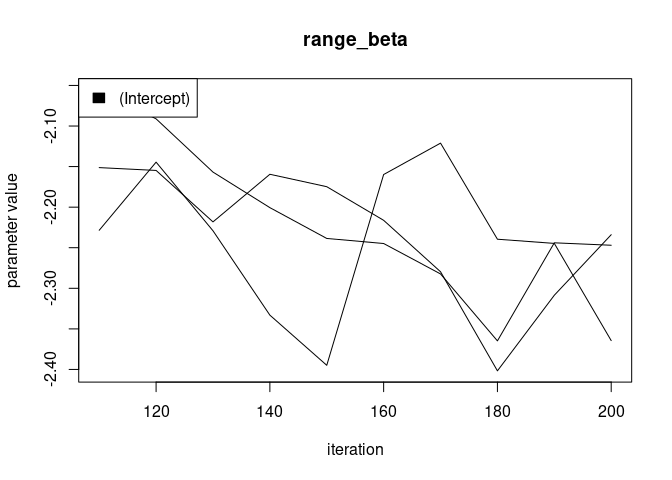 range_beta
(Intercept)
parameter value
-2.10
-2.20
-2.30
-2.40
120 140 160 180 200
iteration